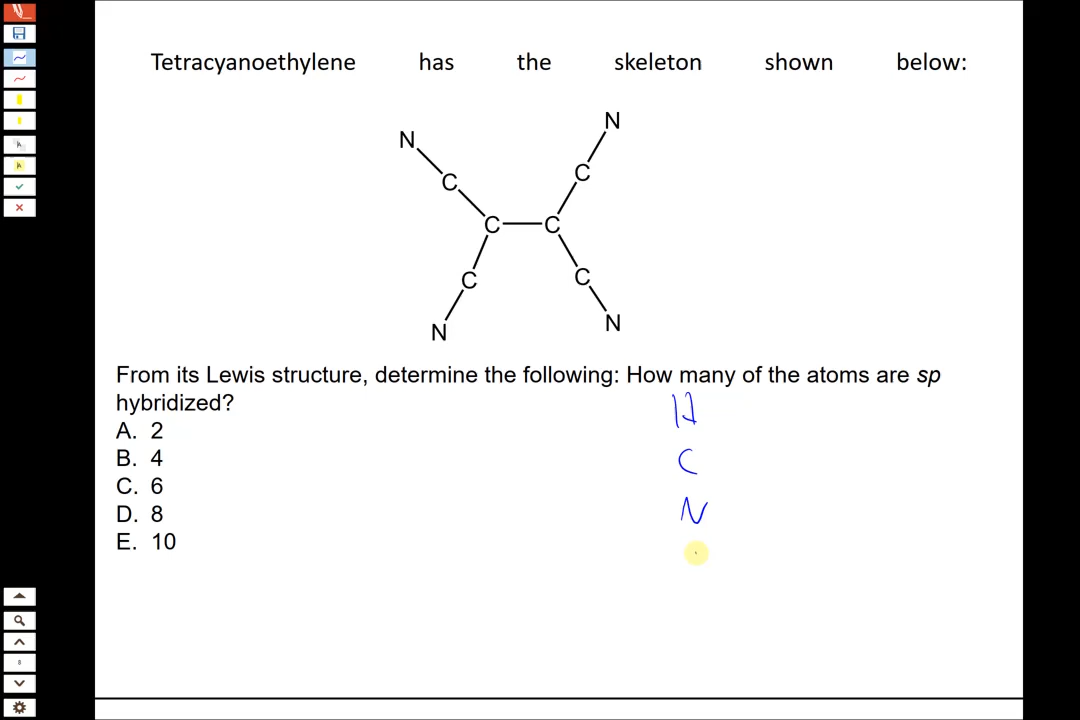 Tetracyanoethylene has the skeleton shown below:
N
N
C
C
C
C
C
C
N
N
From its Lewis structure, determine the following: How many of the atoms are sp
hybridized?
H
A. 2
B. 4
C
C. 6
N
D. 8
E. 10